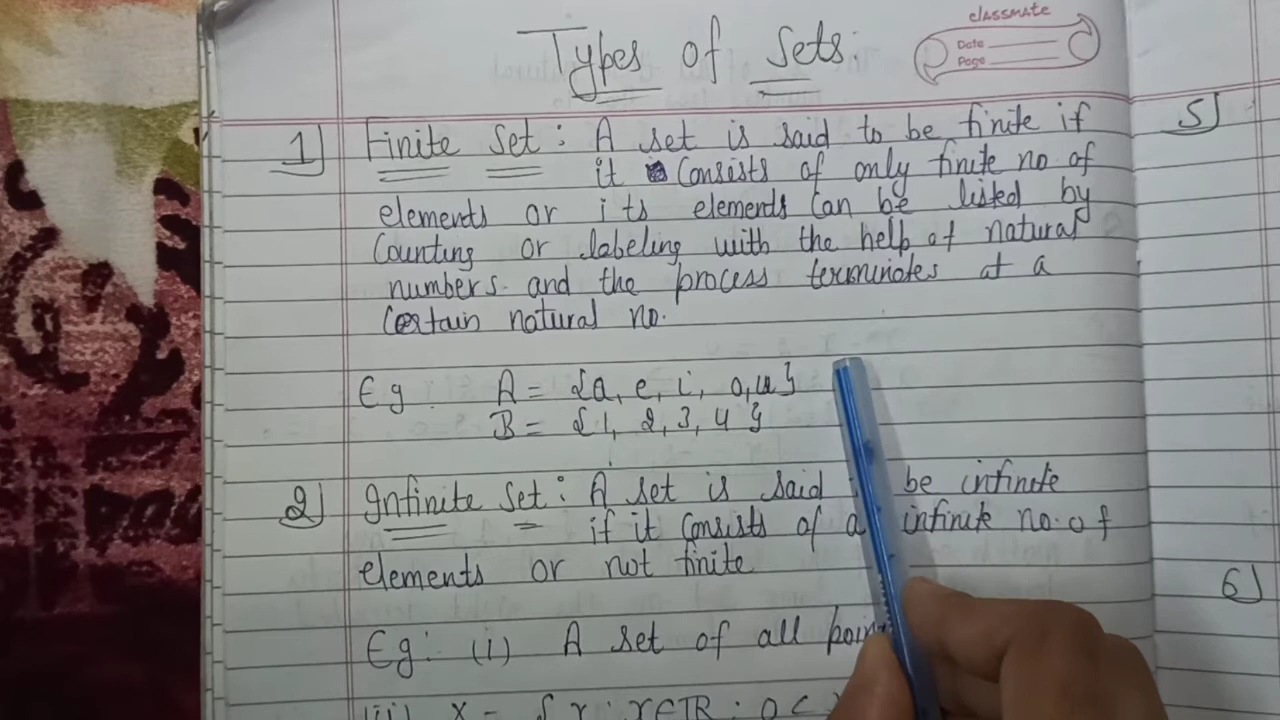 classmate
Date
Page
Types of Sets:
1] Finite Set: A set is said to be finite if
it consists of only finite no of
elements or its elements can be listed by
Counting or labeling with the help of natural
numbers. and the process terminates at a
Certain natural no.
Eg. A = {a, e, i, o, u}
B = {1, 2, 3, 4}
2] Infinite Set: A set is said be infinite
if it consists of a infinite no. of
elements or not finite
Eg: (i) A set of all
X = { x : x ∈ IR : 0 <
5]
6]